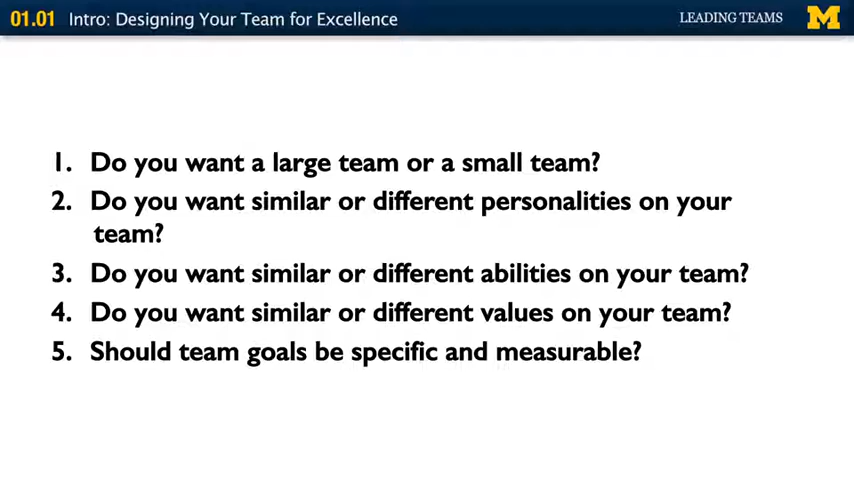 01.01 Intro: Designing Your Team for Excellence LEADING TEAMS M
1. Do you want a large team or a small team?
2. Do you want similar or different personalities on your
team?
3. Do you want similar or different abilities on your team?
4. Do you want similar or different values on your team?
5. Should team goals be specific and measurable?